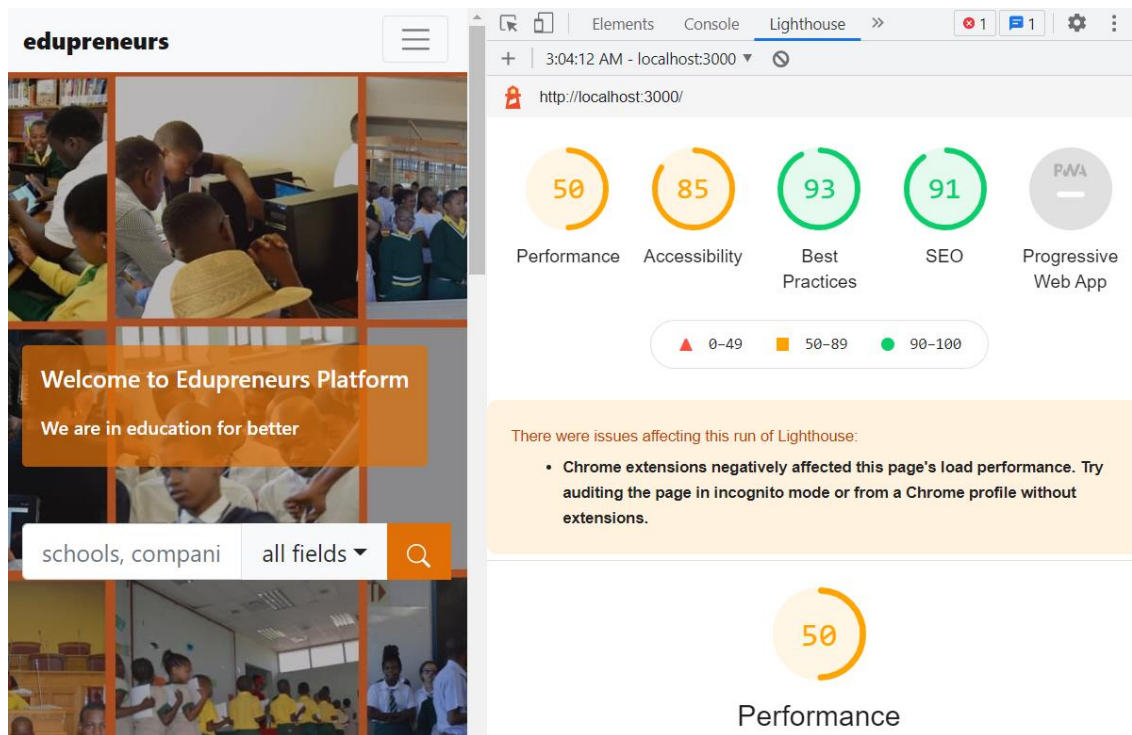 edupreneurs
Welcome to Edupreneurs Platform
We are in education for better
schools, compani
all fields
Elements Console Lighthouse » 1 1
+ 3:04:12 AM - localhost:3000
http://localhost:3000/
50 85 93 91 PWA
Performance Accessibility Best Practices SEO Progressive Web App
0–49 50–89 90–100
There were issues affecting this run of Lighthouse:
• Chrome extensions negatively affected this page's load performance. Try
auditing the page in incognito mode or from a Chrome profile without
extensions.
50
Performance